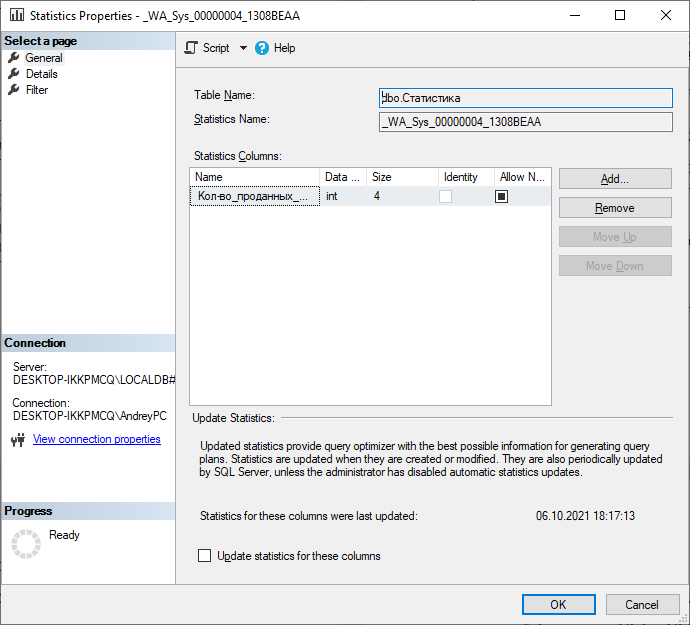 Statistics Properties - _WA_Sys_00000004_1308BEAA
Select a page
General
Details
Filter
Script
Help
Table Name:
dbo.Статистика
Statistics Name:
_WA_Sys_00000004_1308BEAA
Statistics Columns:
Name Data ... Size Identity Allow N...
Кол-во_проданных_... int 4
Add...
Remove
Move Up
Move Down
Connection
Server:
DESKTOP-IKKPMCQ\LOCALDB#
Connection:
DESKTOP-IKKPMCQ\AndreyPC
View connection properties
Progress
Ready
Update Statistics:
Updated statistics provide query optimizer with the best possible information for generating query
plans. Statistics are updated when they are created or modified. They are also periodically updated
by SQL Server, unless the administrator has disabled automatic statistics updates.
Statistics for these columns were last updated: 06.10.2021 18:17:13
Update statistics for these columns
OK
Cancel